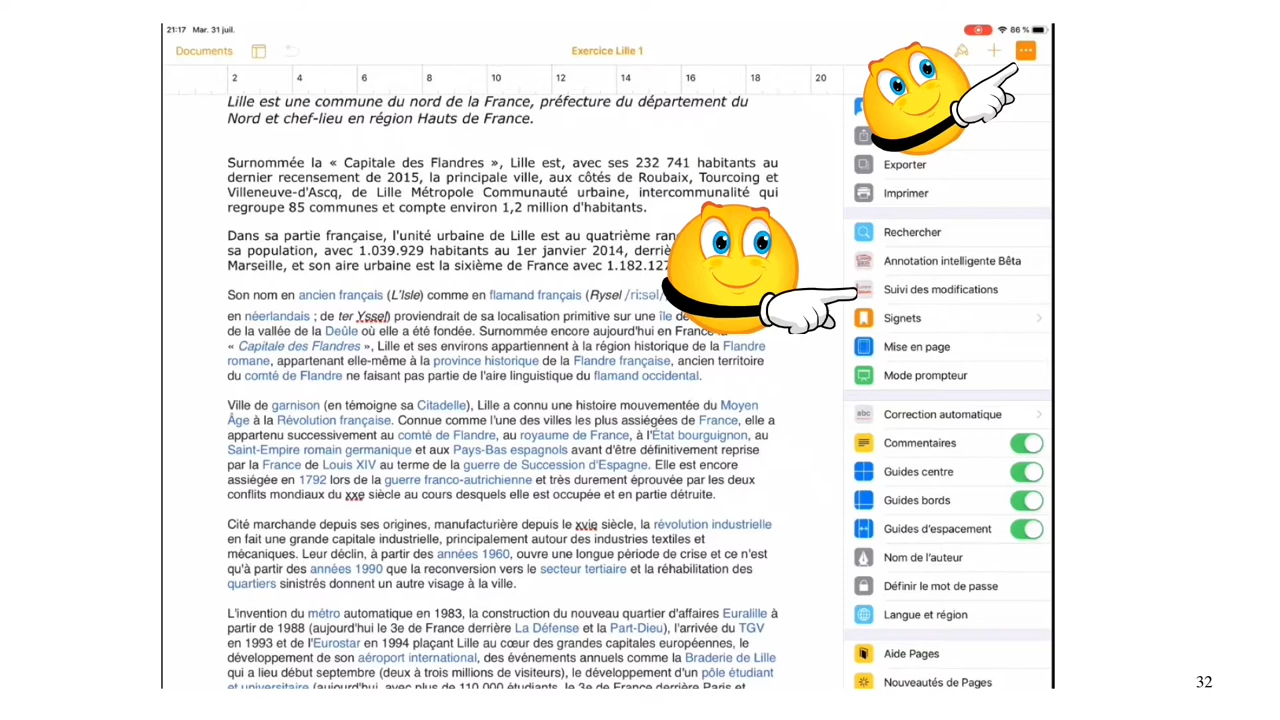 21:17 Mar. 31 juil. 86 %
Documents Exercice Lille 1
2 4 6 8 10 12 14 16 18 20
Lille est une commune du nord de la France, préfecture du département du
Nord et chef-lieu en région Hauts de France.
Surnommée la « Capitale des Flandres », Lille est, avec ses 232 741 habitants au
dernier recensement de 2015, la principale ville, aux côtés de Roubaix, Tourcoing et
Villeneuve-d'Ascq, de Lille Métropole Communauté urbaine, intercommunalité qui
regroupe 85 communes et compte environ 1,2 million d'habitants.
Dans sa partie française, l'unité urbaine de Lille est au quatrième
sa population, avec 1.039.929 habitants au 1er janvier 2014,
Marseille, et son aire urbaine est la sixième de France avec
Son nom en ancien français (L'Isle) comme en flamand français (Rysel
en néerlandais ; de ter Yssel) proviendrait de sa localisation primitive sur une île
de la vallée de la Deûle où elle a été fondée. Surnommée encore aujourd'hui en France
« Capitale des Flandres », Lille et ses environs appartiennent à la région historique de la Flandre
romane, appartenant elle-même à la province historique de la Flandre française, ancien territoire
du comté de Flandre ne faisant pas partie de l'aire linguistique du flamand occidental.
Ville de garnison (en témoigne sa Citadelle), Lille a connu une histoire mouvementée du Moyen
Âge à la Révolution française. Connue comme l'une des villes les plus assiégées de France, elle a
appartenu successivement au comté de Flandre, au royaume de France, à l'État bourguignon, au
Saint-Empire romain germanique et aux Pays-Bas espagnols avant d'être définitivement reprise
par la France de Louis XIV au terme de la guerre de Succession d'Espagne. Elle est encore
assiégée en 1792 lors de la guerre franco-autrichienne et très durement éprouvée par les deux
conflits mondiaux du xxe siècle au cours desquels elle est occupée et en partie détruite.
Cité marchande depuis ses origines, manufacturière depuis le xvie siècle, la révolution industrielle
en fait une grande capitale industrielle, principalement autour des industries textiles et
mécaniques. Leur déclin, à partir des années 1960, ouvre une longue période de crise et ce n'est
qu'à partir des années 1990 que la reconversion vers le secteur tertiaire et la réhabilitation des
quartiers sinistrés donnent un autre visage à la ville.
L'invention du métro automatique en 1983, la construction du nouveau quartier d'affaires Euralille à
partir de 1988 (aujourd'hui le 3e de France derrière La Défense et la Part-Dieu), l'arrivée du TGV
en 1993 et de l'Eurostar en 1994 plaçant Lille au cœur des grandes capitales européennes, le
développement de son aéroport international, des événements annuels comme la Braderie de Lille
qui a lieu début septembre (deux à trois millions de visiteurs), le développement d'un pôle étudiant
et universitaire (aujourd'hui, avec plus de 110 000 étudiants, le 3e de France derrière Paris et
Exporter
Imprimer
Rechercher
Annotation intelligente Bêta
Suivi des modifications
Signets
Mise en page
Mode prompteur
abc Correction automatique
Commentaires
Guides centre
Guides bords
Guides d'espacement
Nom de l'auteur
Définir le mot de passe
Langue et région
Aide Pages
Nouveautés de Pages
32